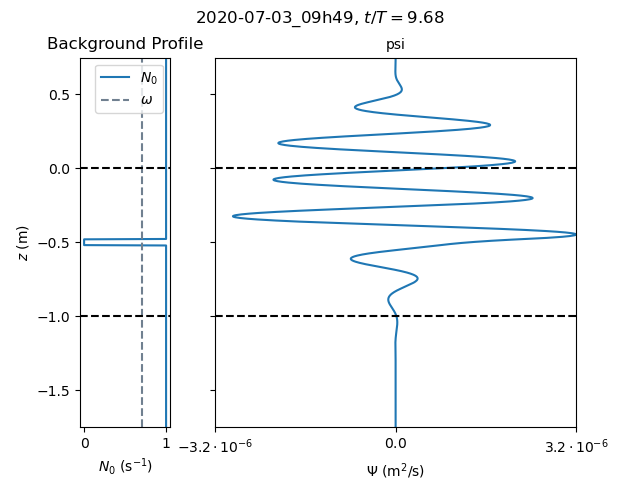 2020-07-03_09h49, t/T = 9.68
Background Profile
psi
N₀
ω
0.5
0.0
−0.5
−1.0
−1.5
z (m)
0 1
N₀ (s⁻¹)
−3.2 · 10⁻⁶ 0.0 3.2 · 10⁻⁶
Ψ (m²/s)